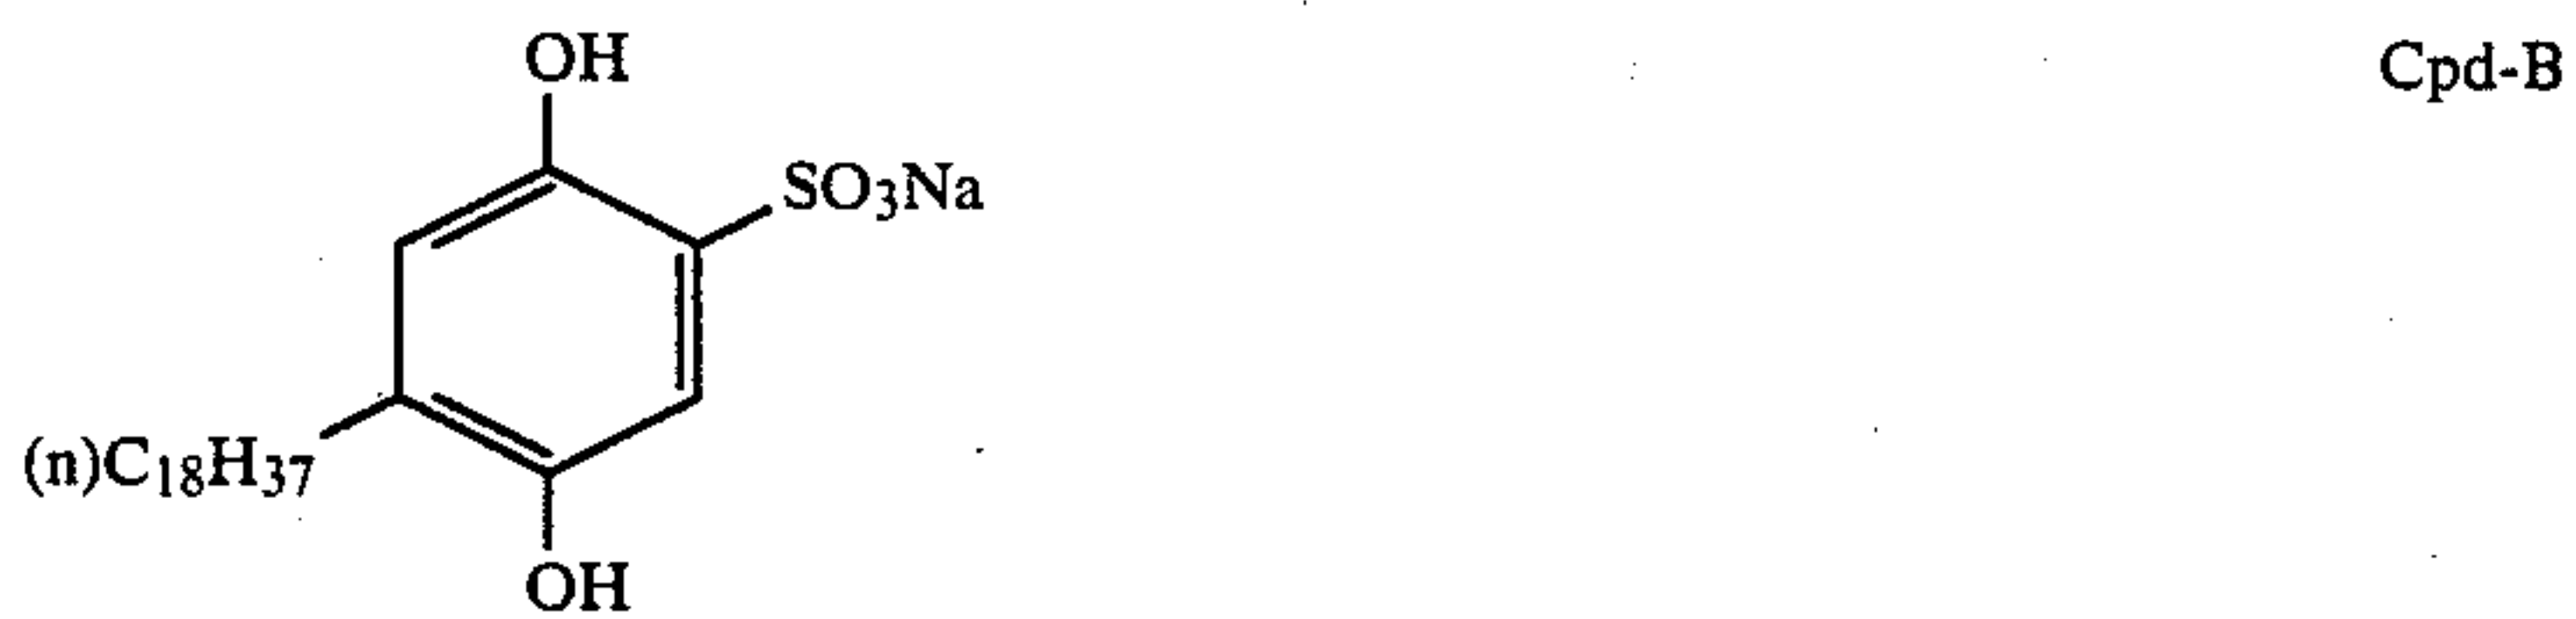 OH
Cpd-B
SO₃Na
(n)C₁₈H₃₇
OH